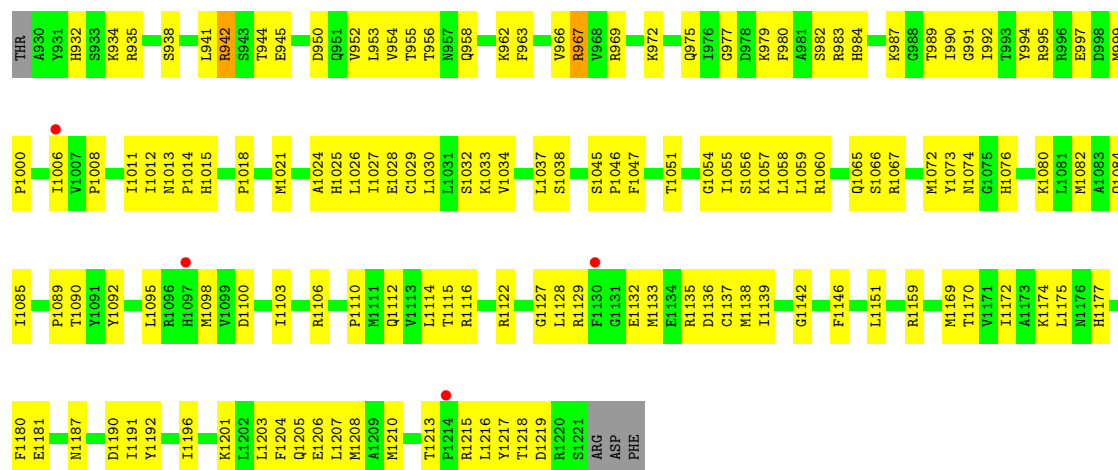 THR A930 Y931 H932 S933 K934 R935 S938 L941 R942 S943 T944 E945 D950 Q951 V952 L953 V954 T955 T956 N957 Q958 K962 F963 V966 R967 V968 R969 K972 Q975 I976 G977 D978 K979 F980 A981 S982 R983 H984 K987 G988 T989 I990 G991 I992 T993 Y994 R995 R996 E997 D998 M999
P1000 I1006 V1007 P1008 I1011 I1012 N1013 P1014 H1015 P1018 M1021 A1024 H1025 L1026 I1027 E1028 C1029 L1030 L1031 S1032 K1033 V1034 L1037 S1038 S1045 P1046 F1047 T1051 G1054 I1055 S1056 K1057 L1058 L1059 R1060 Q1065 S1066 R1067 M1072 Y1073 N1074 G1075 H1076 K1080 L1081 M1082 A1083
I1085 P1089 T1090 Y1091 Y1092 L1095 R1096 H1097 M1098 V1099 D1100 I1103 R1106 P1110 M1111 Q1112 V1113 L1114 T1115 R1116 R1122 G1127 L1128 R1129 F1130 G1131 E1132 M1133 E1134 R1135 D1136 C1137 M1138 I1139 G1142 F1146 L1151 R1159 M1169 T1170 V1171 I1172 A1173 K1174 L1175 N1176 H1177
F1180 E1181 N1187 D1190 I1191 Y1192 I1196 K1201 L1202 L1203 F1204 Q1205 E1206 L1207 M1208 A1209 M1210 T1213 P1214 R1215 L1216 Y1217 T1218 D1219 R1220 S1221 ARG ASP PHE